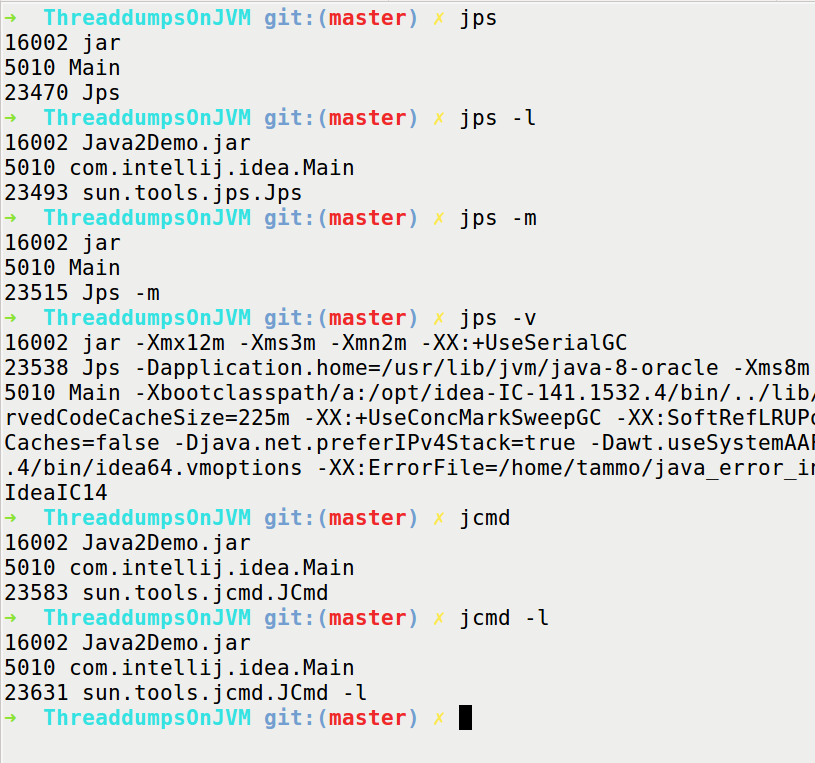 ➜  ThreaddumpsOnJVM git:(master) ✗ jps
16002 jar
5010 Main
23470 Jps
➜  ThreaddumpsOnJVM git:(master) ✗ jps -l
16002 Java2Demo.jar
5010 com.intellij.idea.Main
23493 sun.tools.jps.Jps
➜  ThreaddumpsOnJVM git:(master) ✗ jps -m
16002 jar
5010 Main
23515 Jps -m
➜  ThreaddumpsOnJVM git:(master) ✗ jps -v
16002 jar -Xmx12m -Xms3m -Xmn2m -XX:+UseSerialGC
23538 Jps -Dapplication.home=/usr/lib/jvm/java-8-oracle -Xms8m
5010 Main -Xbootclasspath/a:/opt/idea-IC-141.1532.4/bin/../lib/
rvedCodeCacheSize=225m -XX:+UseConcMarkSweepGC -XX:SoftRefLRUPo
Caches=false -Djava.net.preferIPv4Stack=true -Dawt.useSystemAAF
.4/bin/idea64.vmoptions -XX:ErrorFile=/home/tammo/java_error_in
IdeaIC14
➜  ThreaddumpsOnJVM git:(master) ✗ jcmd
16002 Java2Demo.jar
5010 com.intellij.idea.Main
23583 sun.tools.jcmd.JCmd
➜  ThreaddumpsOnJVM git:(master) ✗ jcmd -l
16002 Java2Demo.jar
5010 com.intellij.idea.Main
23631 sun.tools.jcmd.JCmd -l
➜  ThreaddumpsOnJVM git:(master) ✗